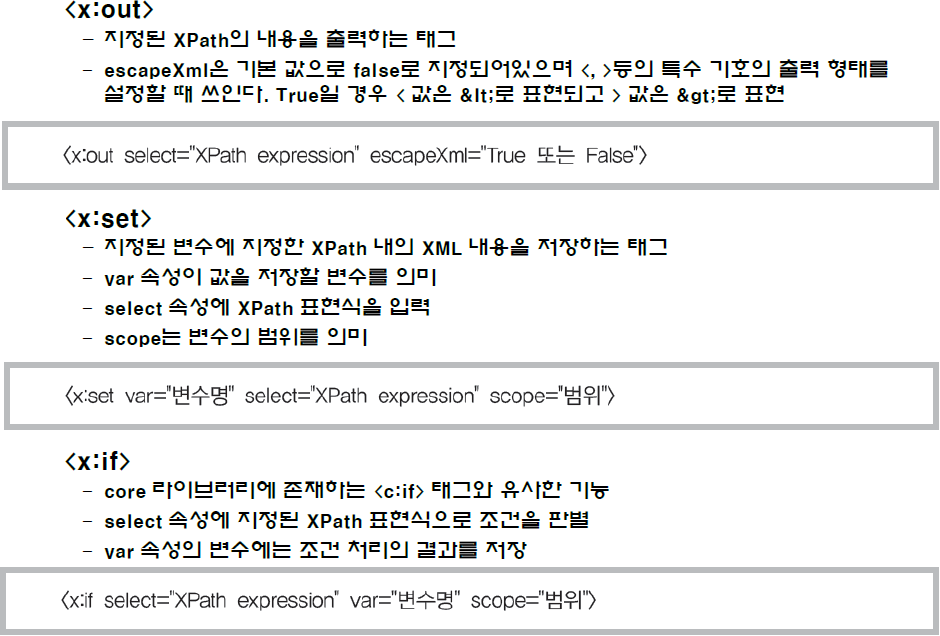 <x:out>
– 지정된 XPath의 내용을 출력하는 태그
– escapeXml은 기본 값으로 false로 지정되어있으며 <, >등의 특수 기호의 출력 형태를
설정할 때 쓰인다. True일 경우 < 값은 &lt;로 표현되고 > 값은 &gt;로 표현
<x:out select="XPath expression" escapeXml="True 또는 False">
<x:set>
– 지정된 변수에 지정한 XPath 내의 XML 내용을 저장하는 태그
– var 속성이 값을 저장할 변수를 의미
– select 속성에 XPath 표현식을 입력
– scope는 변수의 범위를 의미
<x:set var="변수명" select="XPath expression" scope="범위">
<x:if>
– core 라이브러리에 존재하는 <c:if> 태그와 유사한 기능
– select 속성에 지정된 XPath 표현식으로 조건을 판별
– var 속성의 변수에는 조건 처리의 결과를 저장
<x:if select="XPath expression" var="변수명" scope="범위">